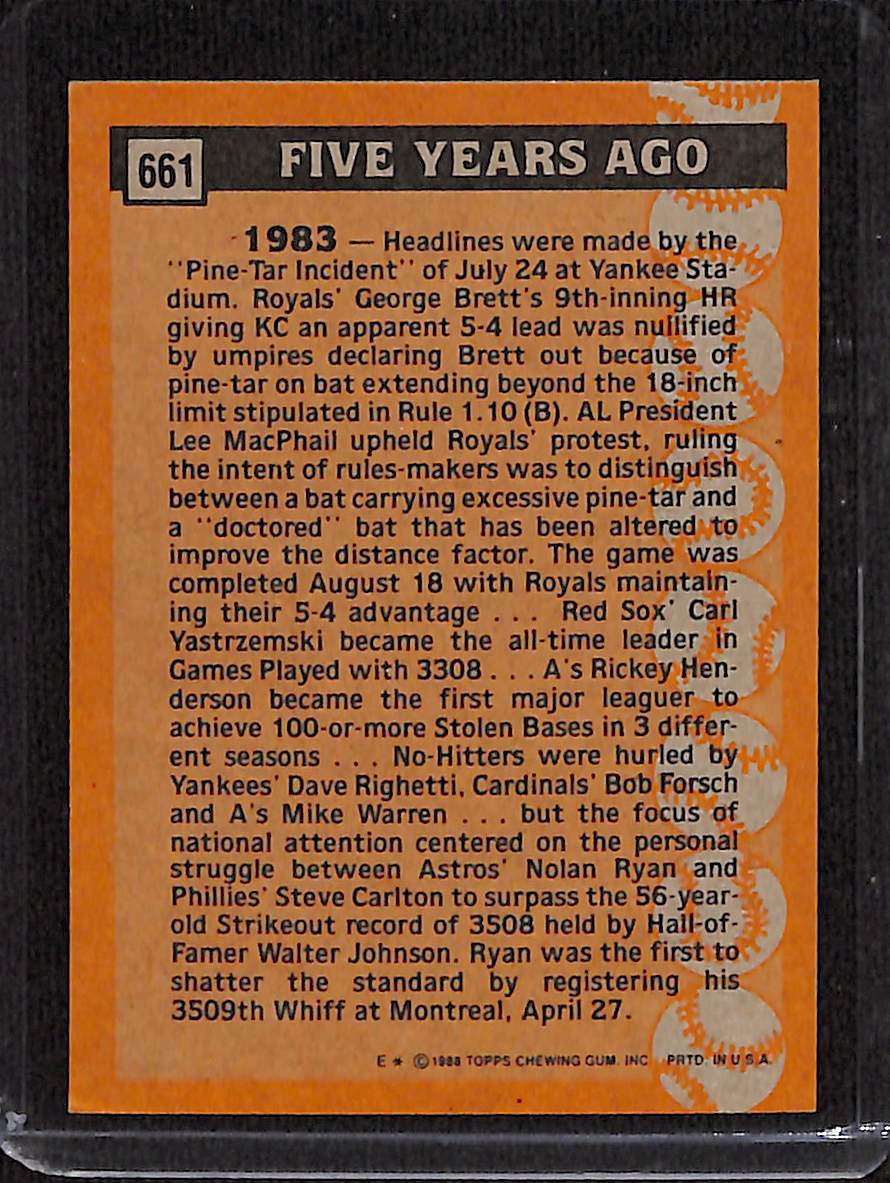 661
FIVE YEARS AGO
1983 — Headlines were made by the
"Pine-Tar Incident" of July 24 at Yankee Sta-
dium. Royals' George Brett's 9th-inning HR
giving KC an apparent 5-4 lead was nullified
by umpires declaring Brett out because of
pine-tar on bat extending beyond the 18-inch
limit stipulated in Rule 1.10 (B). AL President
Lee MacPhail upheld Royals' protest, ruling
the intent of rules-makers was to distinguish
between a bat carrying excessive pine-tar and
a "doctored" bat that has been altered to
improve the distance factor. The game was
completed August 18 with Royals maintain-
ing their 5-4 advantage . . . Red Sox' Carl
Yastrzemski became the all-time leader in
Games Played with 3308 . . . A's Rickey Hen-
derson became the first major leaguer to
achieve 100-or-more Stolen Bases in 3 differ-
ent seasons . . . No-Hitters were hurled by
Yankees' Dave Righetti, Cardinals' Bob Forsch
and A's Mike Warren . . . but the focus of
national attention centered on the personal
struggle between Astros' Nolan Ryan and
Phillies' Steve Carlton to surpass the 56-year-
old Strikeout record of 3508 held by Hall-of-
Famer Walter Johnson. Ryan was the first to
shatter the standard by registering his
3509th Whiff at Montreal, April 27.
E * © 1988 TOPPS CHEWING GUM, INC. PRTD. IN U.S.A.